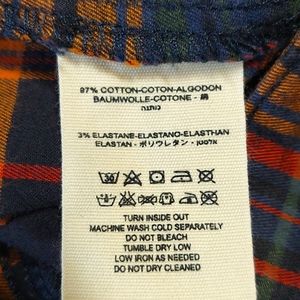 97% COTTON-COTON-ALGODON
BAUMWOLLE-COTONE - 綿
כותנה
3% ELASTANE-ELASTANO-ELASTHAN
ELASTAN - ポリウレタン - אלסטן
TURN INSIDE OUT
MACHINE WASH COLD SEPARATELY
DO NOT BLEACH
TUMBLE DRY LOW
LOW IRON AS NEEDED
DO NOT DRY CLEANED